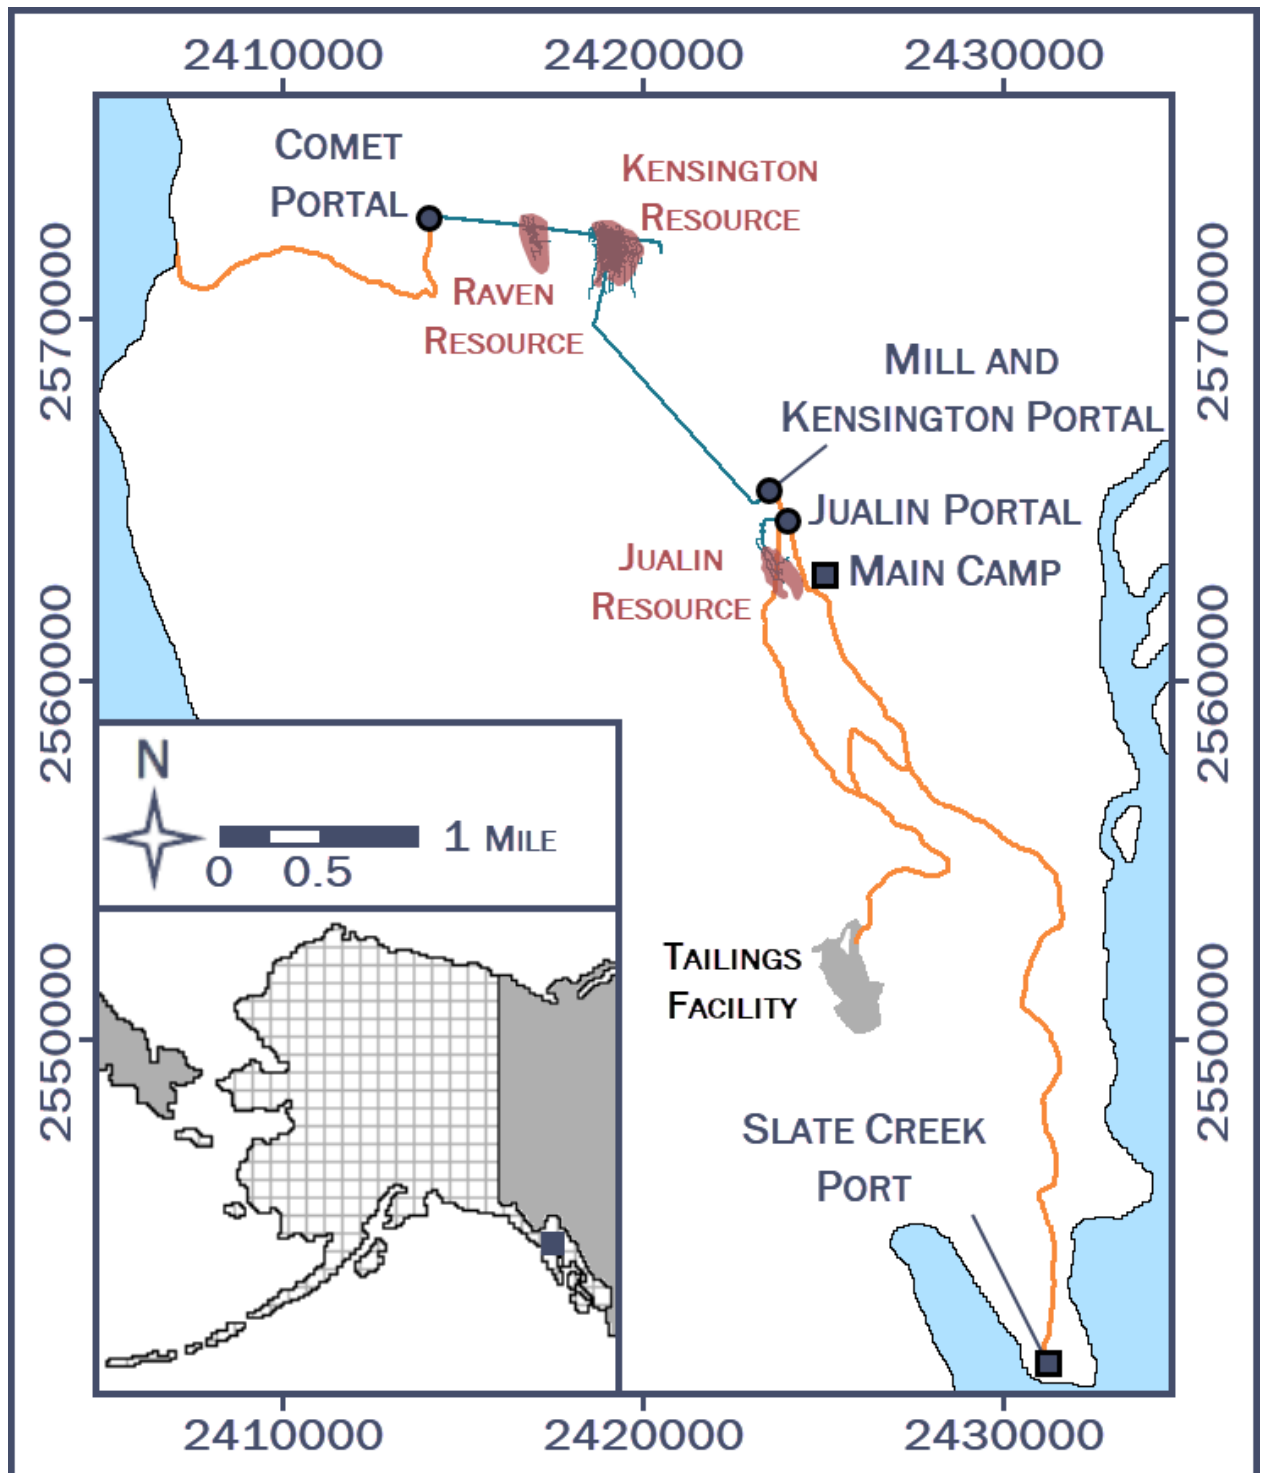 2410000 2420000 2430000
COMET
PORTAL
KENSINGTON
RESOURCE
RAVEN
RESOURCE
2570000
2570000
MILL AND
KENSINGTON PORTAL
JUALIN PORTAL
JUALIN
RESOURCE
MAIN CAMP
2560000
2560000
N
1 MILE
0 0.5
TAILINGS
FACILITY
2550000
2550000
SLATE CREEK
PORT
2410000 2420000 2430000